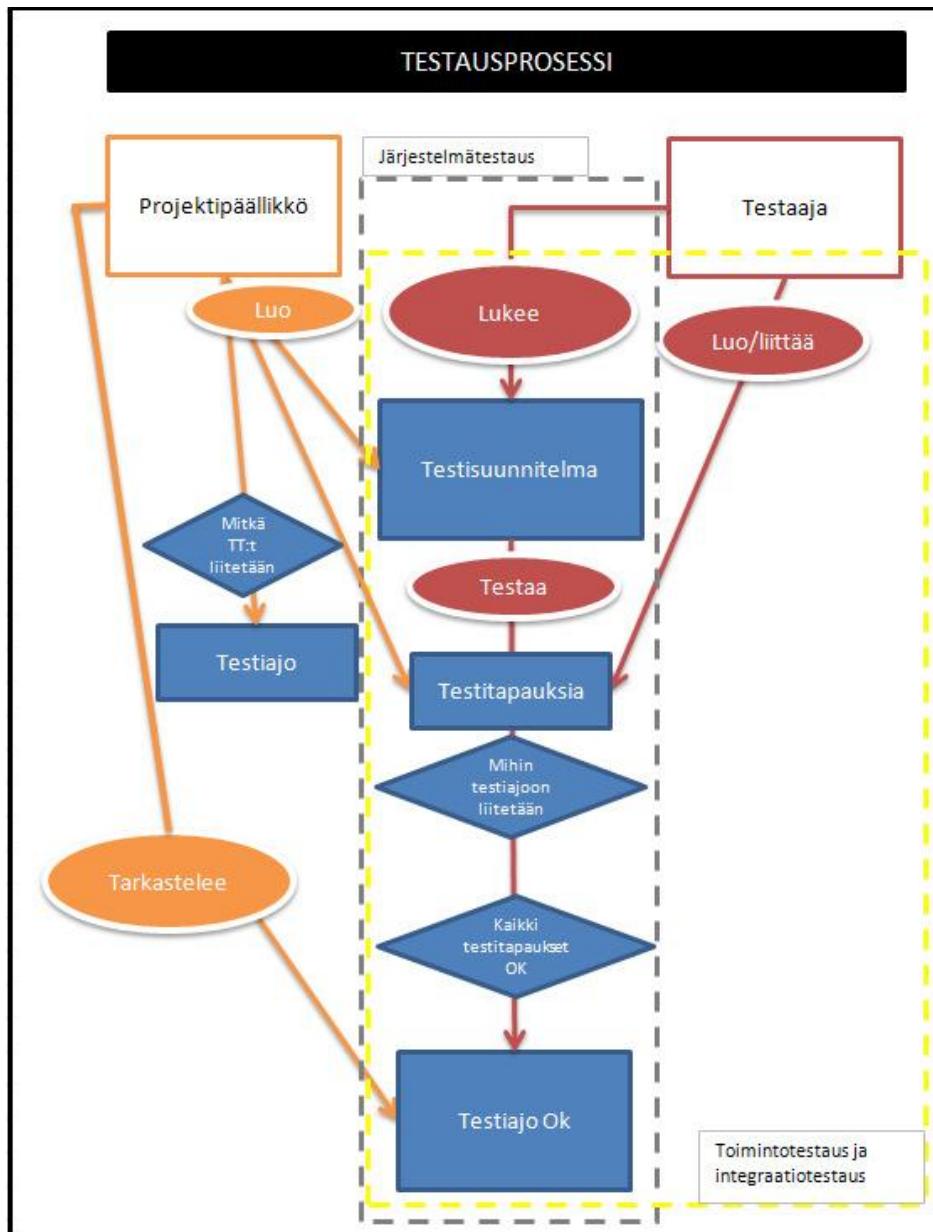 TESTAUSPROSESSI
Järjestelmätestaus
Projektipäällikkö
Testaaja
Luo
Lukee
Luo/liittää
Testisuunnitelma
Mitkä
TT:t
liitetään
Testaa
Testiajo
Testitapauksia
Mihin
testiajoon
liitetään
Tarkastelee
Kaikki
testitapaukset
OK
Testiajo Ok
Toimintotestaus ja
integraatiotestaus